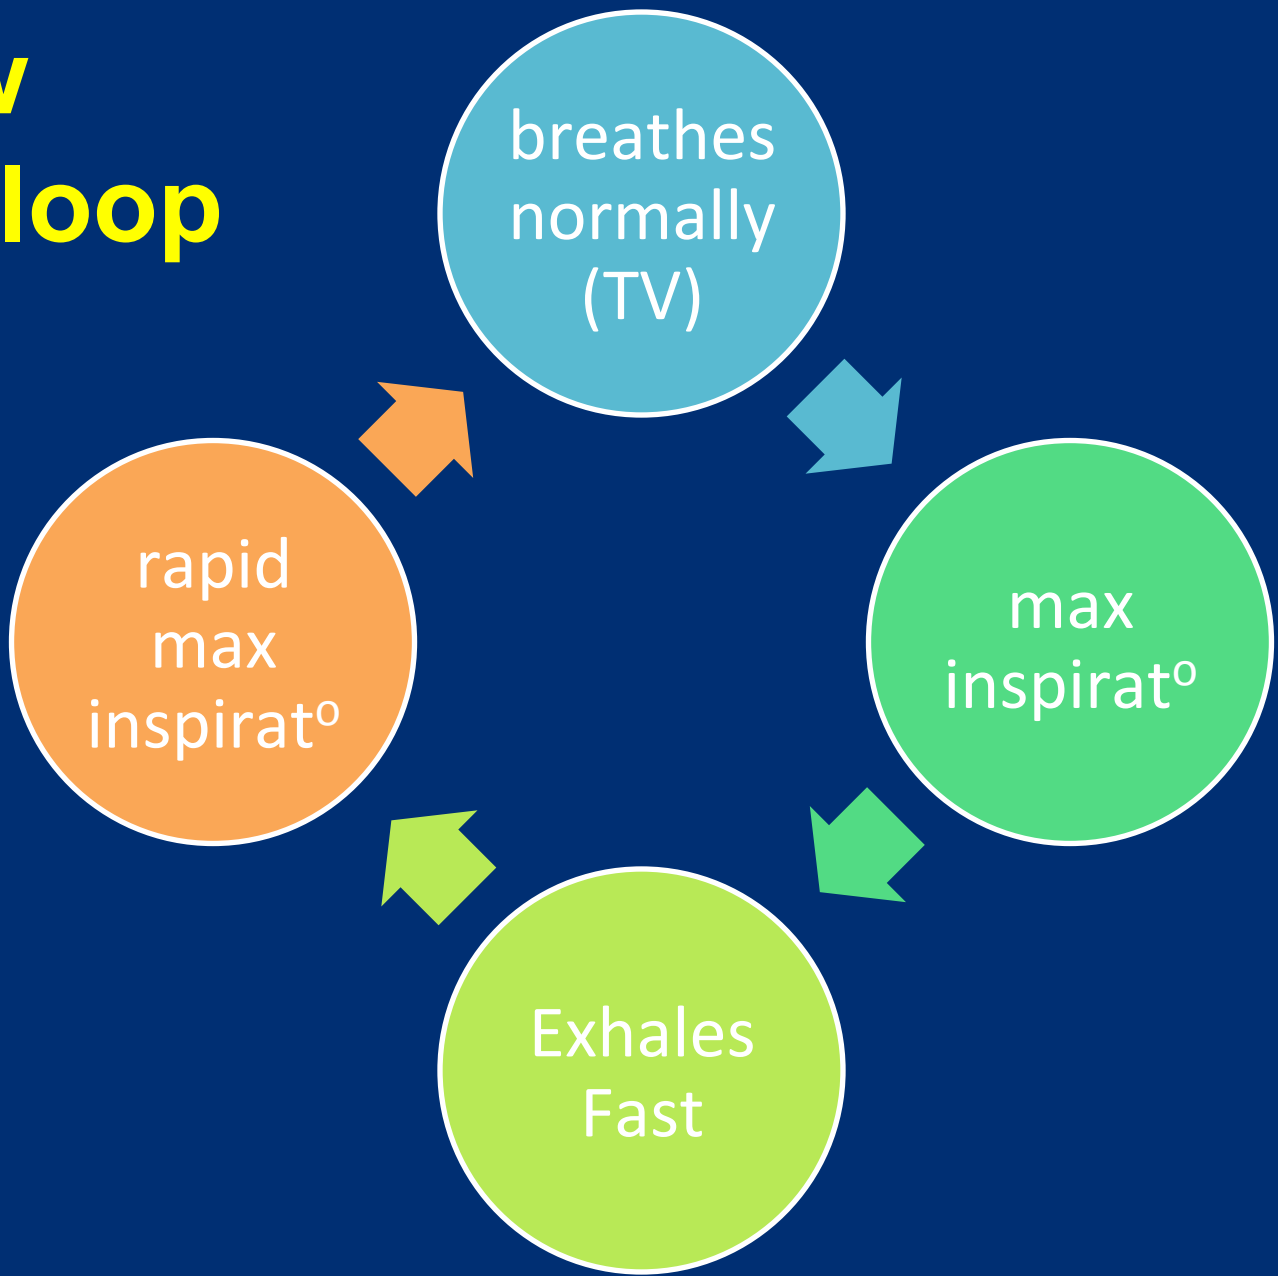 loop
breathes
normally
(TV)
max
inspiratᵒ
Exhales
Fast
rapid
max
inspiratᵒ